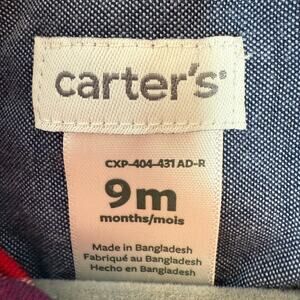 carter's®
CXP-404-431 AD-R
9m
months/mois
Made in Bangladesh
Fabriqué au Bangladesh
Hecho en Bangladesh